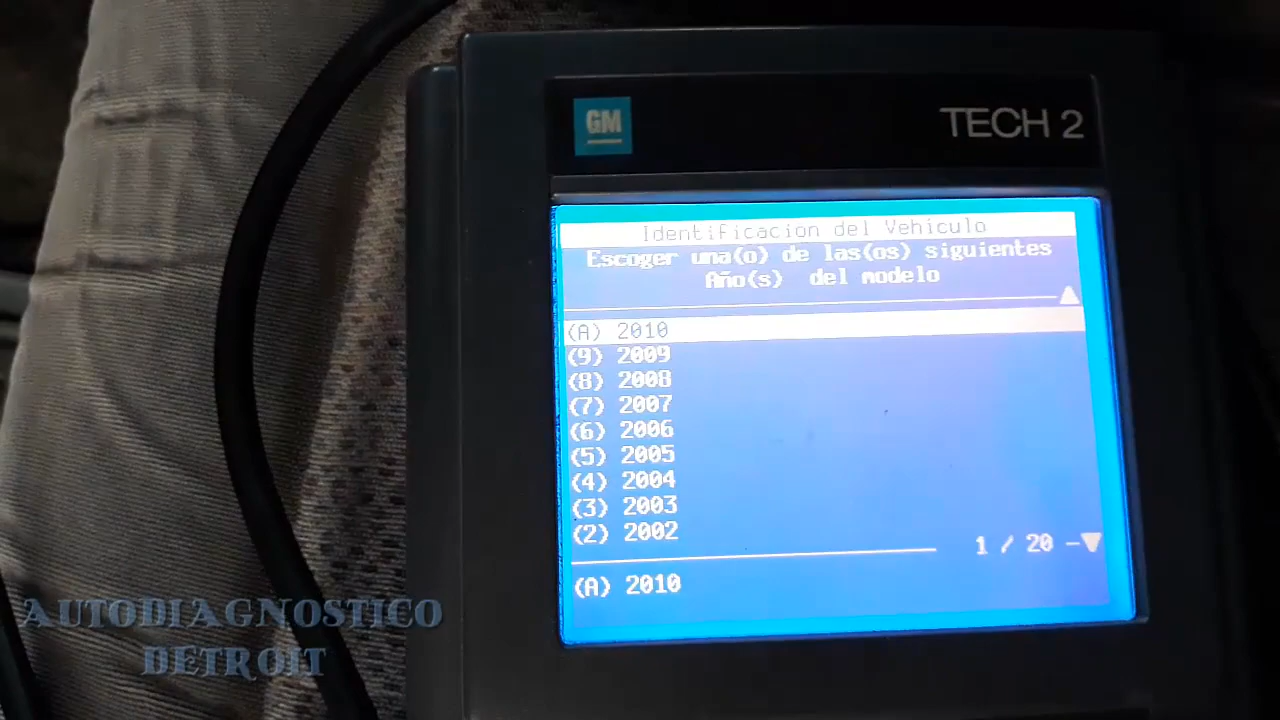 GM
TECH 2
Identificacion del Vehiculo
Escoger una(o) de las(os) siguientes
Año(s) del modelo
(A) 2010
(9) 2009
(8) 2008
(7) 2007
(6) 2006
(5) 2005
(4) 2004
(3) 2003
(2) 2002
1 / 20
(A) 2010
AUTODIAGNOSTICO
DETROIT